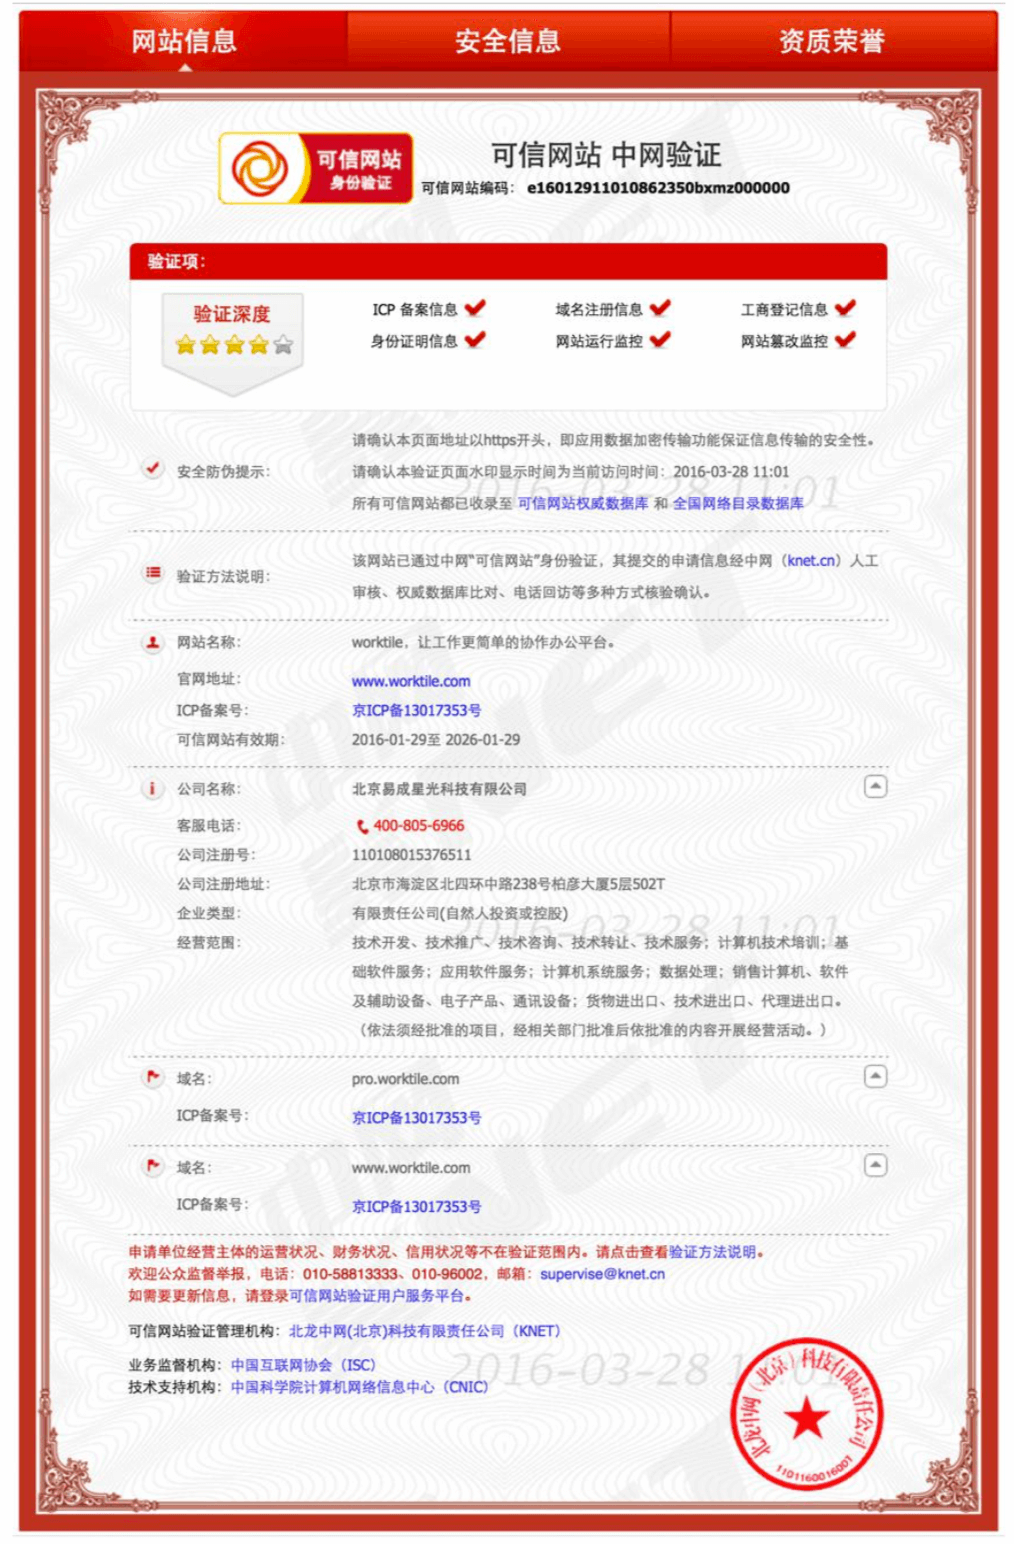 网站信息
安全信息
资质荣誉
可信网站
身份验证
可信网站 中网验证
可信网站编码： e16012911010862350bxmz000000
验证项：
验证深度
ICP 备案信息
域名注册信息
工商登记信息
身份证明信息
网站运行监控
网站篡改监控
安全防伪提示：
请确认本页面地址以https开头，即应用数据加密传输功能保证信息传输的安全性。
请确认本验证页面水印显示时间为当前访问时间：2016-03-28 11:01
所有可信网站都已收录至 可信网站权威数据库 和 全国网络目录数据库
2016-03-28 11:01
验证方法说明：
该网站已通过中网“可信网站”身份验证，其提交的申请信息经中网（knet.cn）人工
审核、权威数据库比对、电话回访等多种方式核验确认。
网站名称： worktile，让工作更简单的协作办公平台。
官网地址： www.worktile.com
ICP备案号： 京ICP备13017353号
可信网站有效期： 2016-01-29至 2026-01-29
公司名称： 北京易成星光科技有限公司
客服电话： 400-805-6966
公司注册号： 110108015376511
公司注册地址： 北京市海淀区北四环中路238号柏彦大厦5层502T
企业类型： 有限责任公司(自然人投资或控股)
2016-03-28 11:01
经营范围： 技术开发、技术推广、技术咨询、技术转让、技术服务；计算机技术培训；基
础软件服务；应用软件服务；计算机系统服务；数据处理；销售计算机、软件
及辅助设备、电子产品、通讯设备；货物进出口、技术进出口、代理进出口。
（依法须经批准的项目，经相关部门批准后依批准的内容开展经营活动。）
域名： pro.worktile.com
ICP备案号： 京ICP备13017353号
域名： www.worktile.com
ICP备案号： 京ICP备13017353号
申请单位经营主体的运营状况、财务状况、信用状况等不在验证范围内。请点击查看验证方法说明。
欢迎公众监督举报，电话：010-58813333、010-96002，邮箱：supervise@knet.cn
如需要更新信息，请登录可信网站验证用户服务平台。
可信网站验证管理机构：北龙中网(北京)科技有限责任公司（KNET）
业务监督机构：中国互联网协会（ISC）
技术支持机构：中国科学院计算机网络信息中心（CNIC）
2016-03-28 11:01
北龙中网（北京）科技有限责任公司
1101160016001